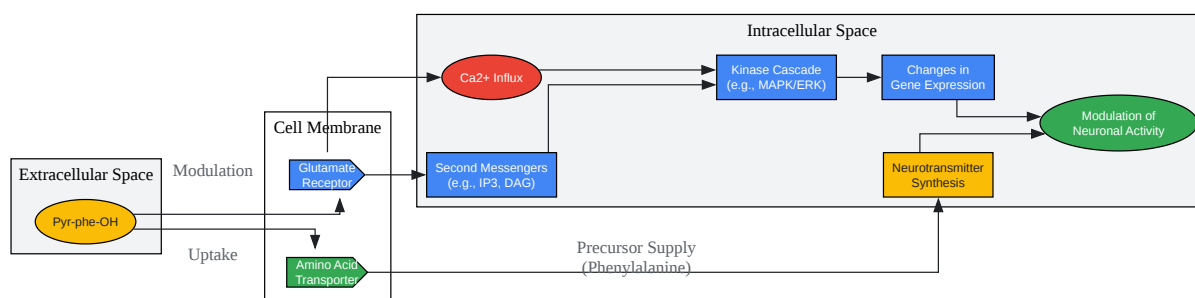 Intracellular Space
Ca2+ Influx
Kinase Cascade
(e.g., MAPK/ERK)
Changes in
Gene Expression
Modulation of
Neuronal Activity
Cell Membrane
Glutamate
Receptor
Second Messengers
(e.g., IP3, DAG)
Neurotransmitter
Synthesis
Modulation
Extracellular Space
Pyr-phe-OH
Uptake
Amino Acid
Transporter
Precursor Supply
(Phenylalanine)